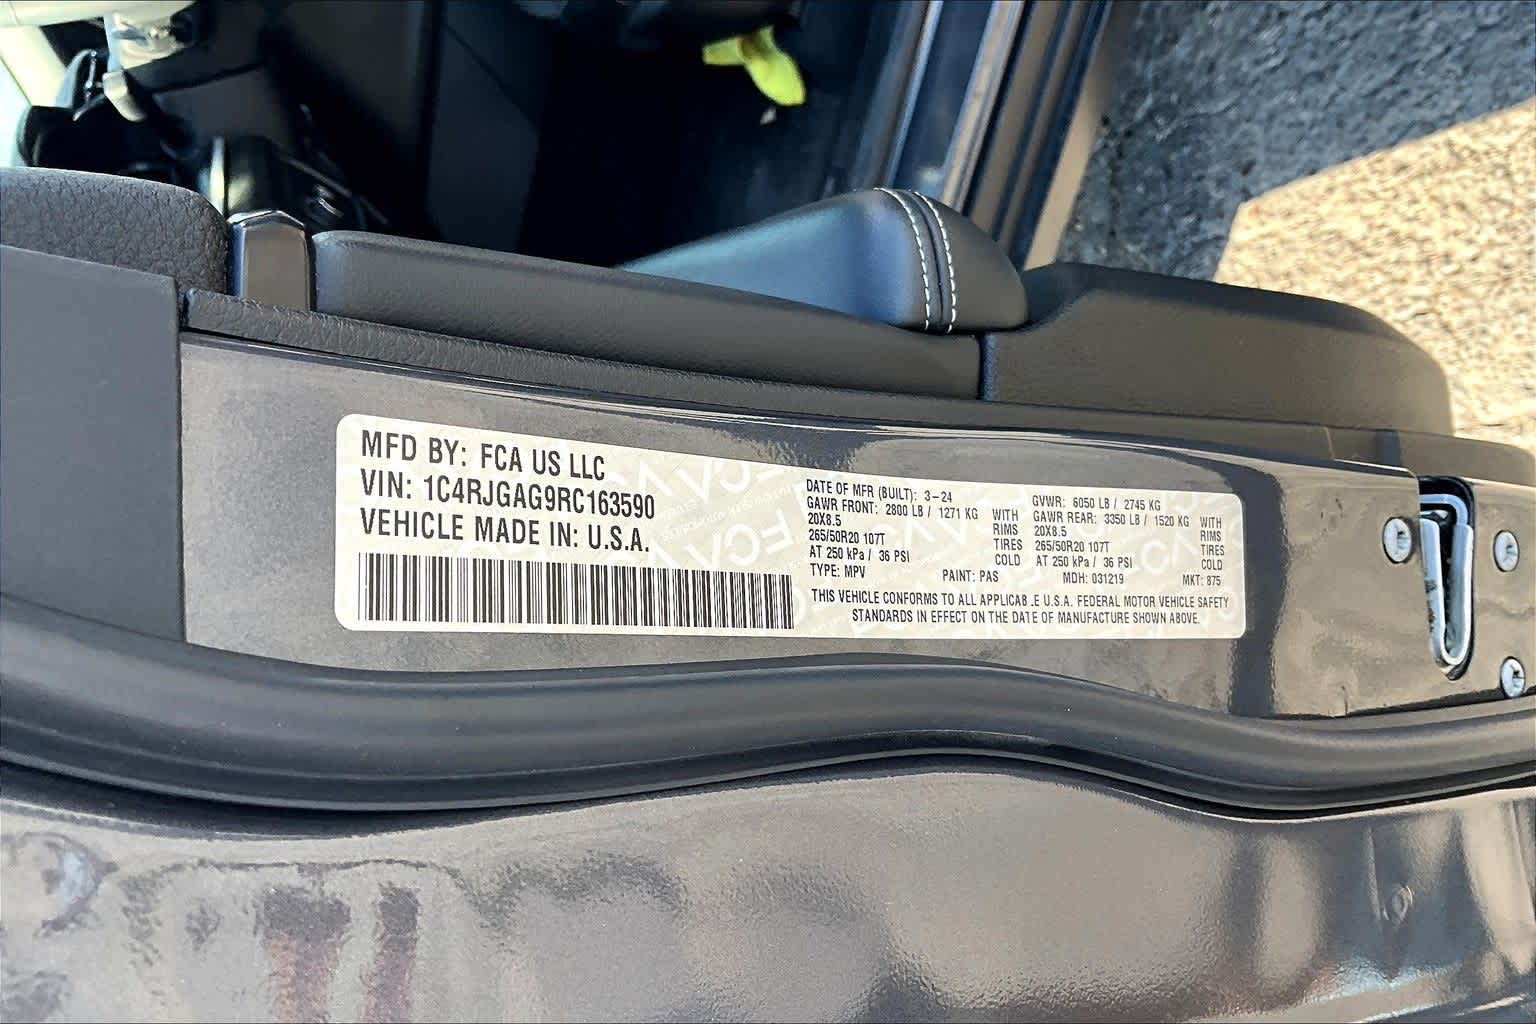 MFD BY: FCA US LLC
VIN: 1C4RJGAG9RC163590
VEHICLE MADE IN: U.S.A.
DATE OF MFR (BUILT): 3-24 GVWR: 6050 LB / 2745 KG
GAWR FRONT: 2800 LB / 1271 KG WITH GAWR REAR: 3350 LB / 1520 KG WITH
20X8.5 RIMS 20X8.5 RIMS
265/50R20 107T TIRES 265/50R20 107T TIRES
AT 250 kPa / 36 PSI COLD AT 250 kPa / 36 PSI COLD
TYPE: MPV PAINT: PAS MDH: 031219 MKT: 875
THIS VEHICLE CONFORMS TO ALL APPLICAB.E U.S.A. FEDERAL MOTOR VEHICLE SAFETY
STANDARDS IN EFFECT ON THE DATE OF MANUFACTURE SHOWN ABOVE.